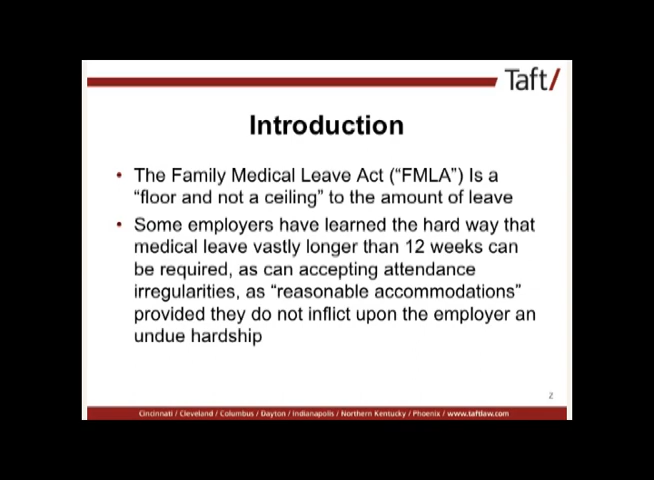 Taft/
Introduction
• The Family Medical Leave Act (“FMLA”) Is a
“floor and not a ceiling” to the amount of leave
• Some employers have learned the hard way that
medical leave vastly longer than 12 weeks can
be required, as can accepting attendance
irregularities, as “reasonable accommodations”
provided they do not inflict upon the employer an
undue hardship
2
Cincinnati / Cleveland / Columbus / Dayton / Indianapolis / Northern Kentucky / Phoenix / www.taftlaw.com